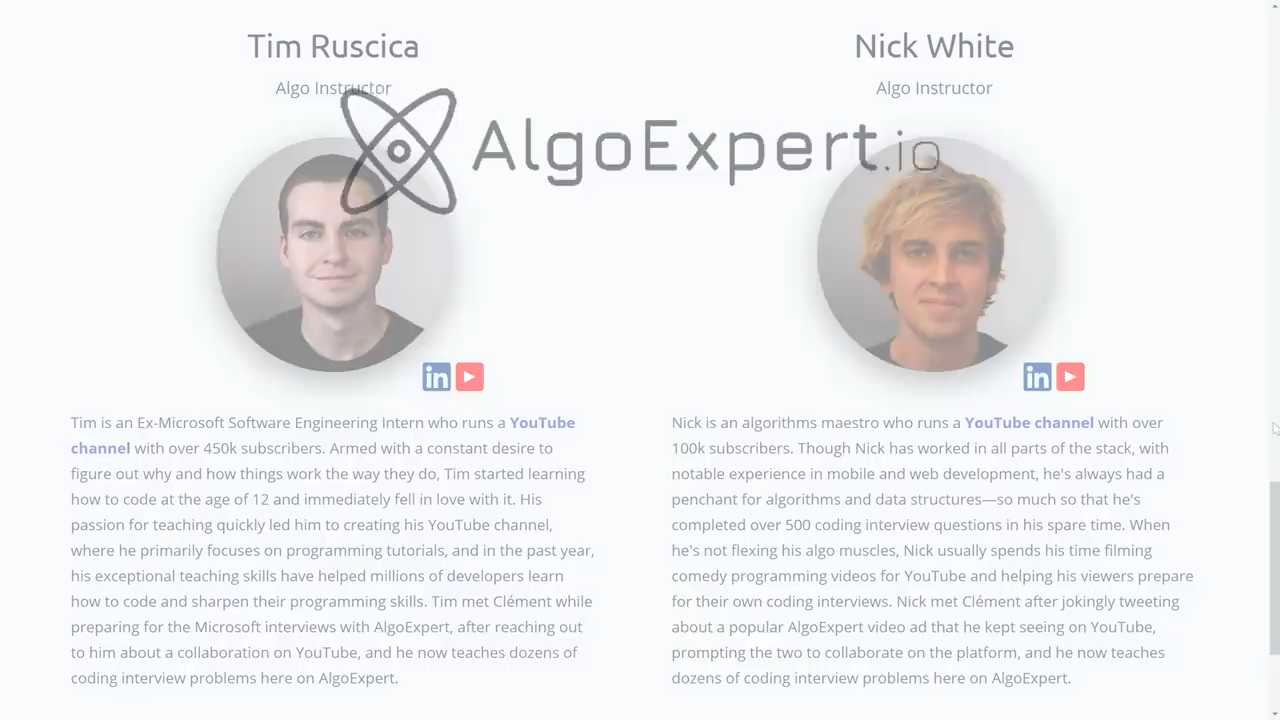 Tim Ruscica
Algo Instructor
AlgoExpert.io
Tim is an Ex-Microsoft Software Engineering Intern who runs a YouTube
channel with over 450k subscribers. Armed with a constant desire to
figure out why and how things work the way they do, Tim started learning
how to code at the age of 12 and immediately fell in love with it. His
passion for teaching quickly led him to creating his YouTube channel,
where he primarily focuses on programming tutorials, and in the past year,
his exceptional teaching skills have helped millions of developers learn
how to code and sharpen their programming skills. Tim met Clément while
preparing for the Microsoft interviews with AlgoExpert, after reaching out
to him about a collaboration on YouTube, and he now teaches dozens of
coding interview problems here on AlgoExpert.
Nick White
Algo Instructor
Nick is an algorithms maestro who runs a YouTube channel with over
100k subscribers. Though Nick has worked in all parts of the stack, with
notable experience in mobile and web development, he's always had a
penchant for algorithms and data structures—so much so that he's
completed over 500 coding interview questions in his spare time. When
he's not flexing his algo muscles, Nick usually spends his time filming
comedy programming videos for YouTube and helping his viewers prepare
for their own coding interviews. Nick met Clément after jokingly tweeting
about a popular AlgoExpert video ad that he kept seeing on YouTube,
prompting the two to collaborate on the platform, and he now teaches
dozens of coding interview problems here on AlgoExpert.
in
in